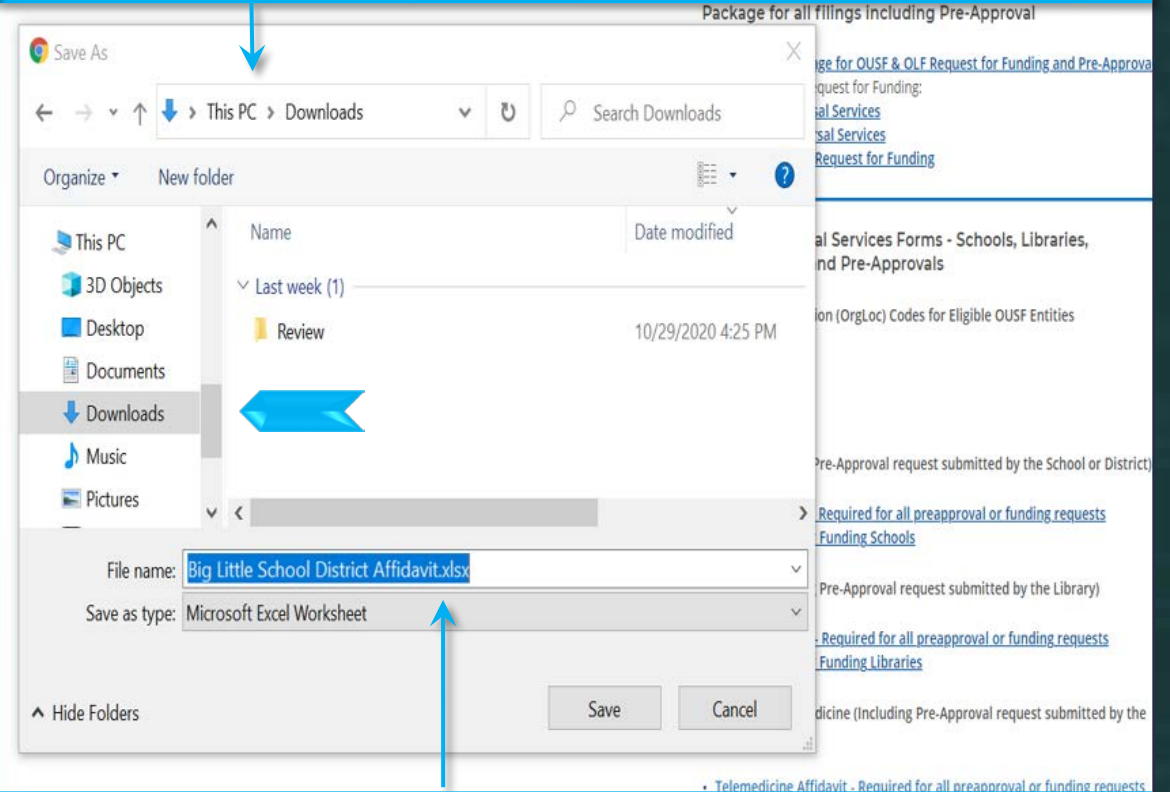 Package for all filings including Pre-Approval
Save As
for OUSF & OLF Request for Funding and Pre-Approva
quest for Funding:
This PC > Downloads
Search Downloads
Services
Services
Request for Funding
Organize
New folder
Name
Date modified
This PC
3D Objects
Desktop
Documents
Downloads
Music
Pictures
Last week (1)
Review
10/29/2020 4:25 PM
Services Forms - Schools, Libraries,
and Pre-Approvals
(OrgLoc) Codes for Eligible OUSF Entities
Pre-Approval request submitted by the School or District)
- Required for all preapproval or funding requests
Funding Schools
File name: Big Little School District Affidavit.xlsx
Save as type: Microsoft Excel Worksheet
Pre-Approval request submitted by the Library)
- Required for all preapproval or funding requests
Funding Libraries
Hide Folders
Save
Cancel
dicine (Including Pre-Approval request submitted by the
• Telemedicine Affidavit - Required for all preapproval or funding requests